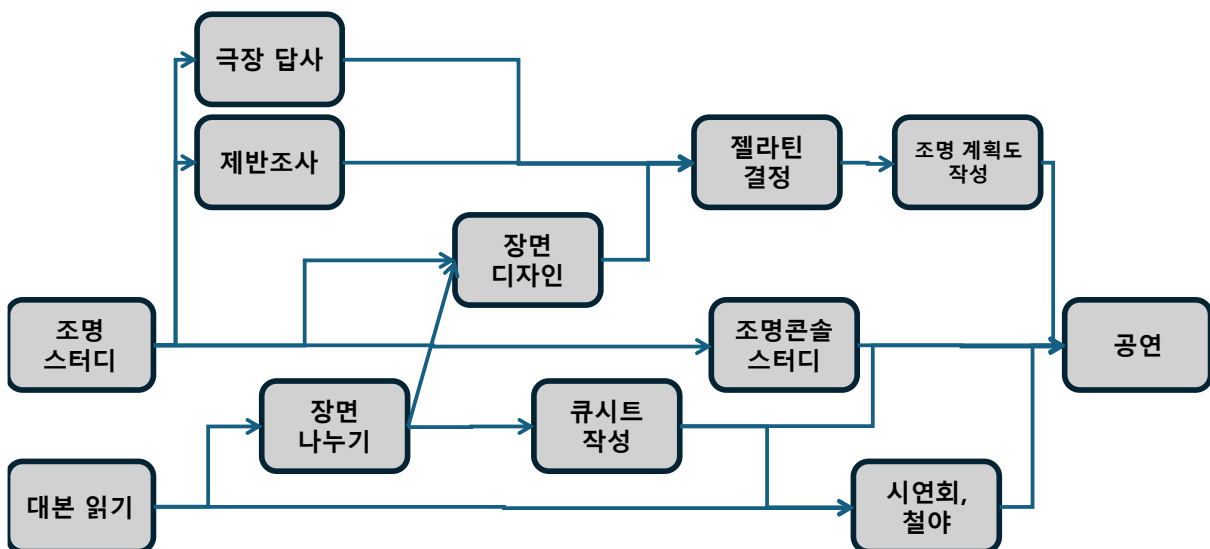 극장 답사
제반조사
젤라틴
결정
조명 계획도
작성
장면
디자인
조명
스터디
조명콘솔
스터디
공연
장면
나누기
큐시트
작성
대본 읽기
시연회,
철야